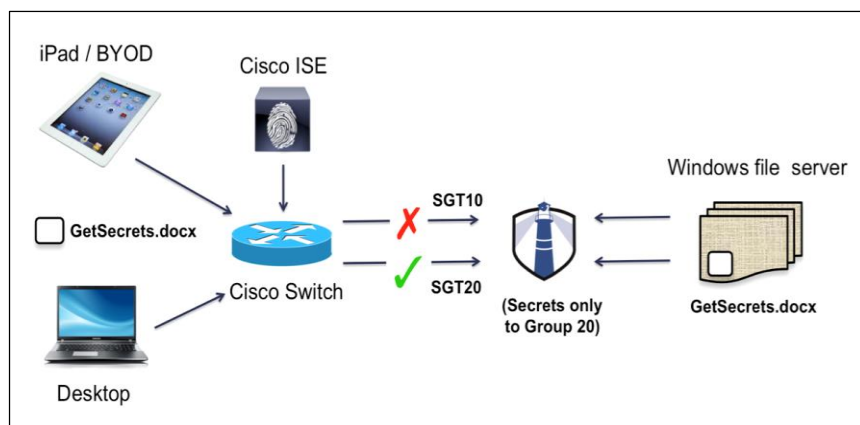 iPad / BYOD
Cisco ISE
Windows file server
SGT10
GetSecrets.docx
Cisco Switch
SGT20
(Secrets only
to Group 20)
GetSecrets.docx
Desktop